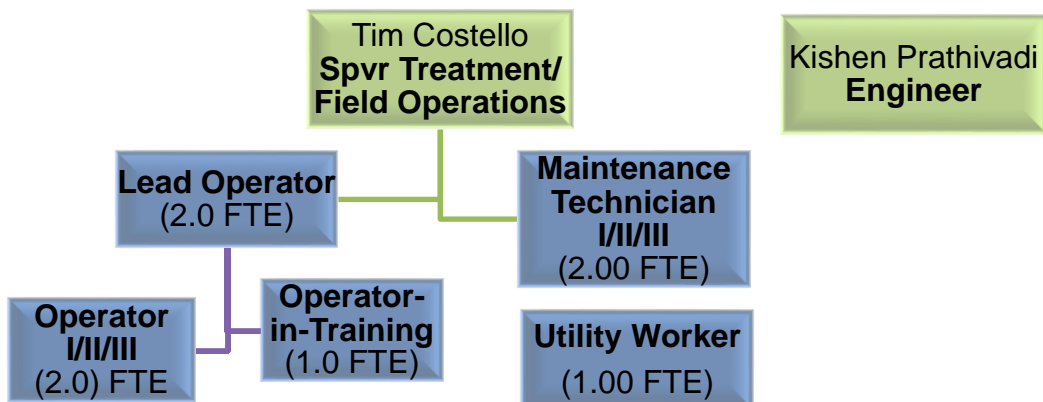 Tim Costello
Spvr Treatment/
Field Operations
Kishen Prathivadi
Engineer
Lead Operator
(2.0 FTE)
Maintenance
Technician
I/II/III
(2.00 FTE)
Operator
I/II/III
(2.0) FTE
Operator-
in-Training
(1.0 FTE)
Utility Worker
(1.00 FTE)